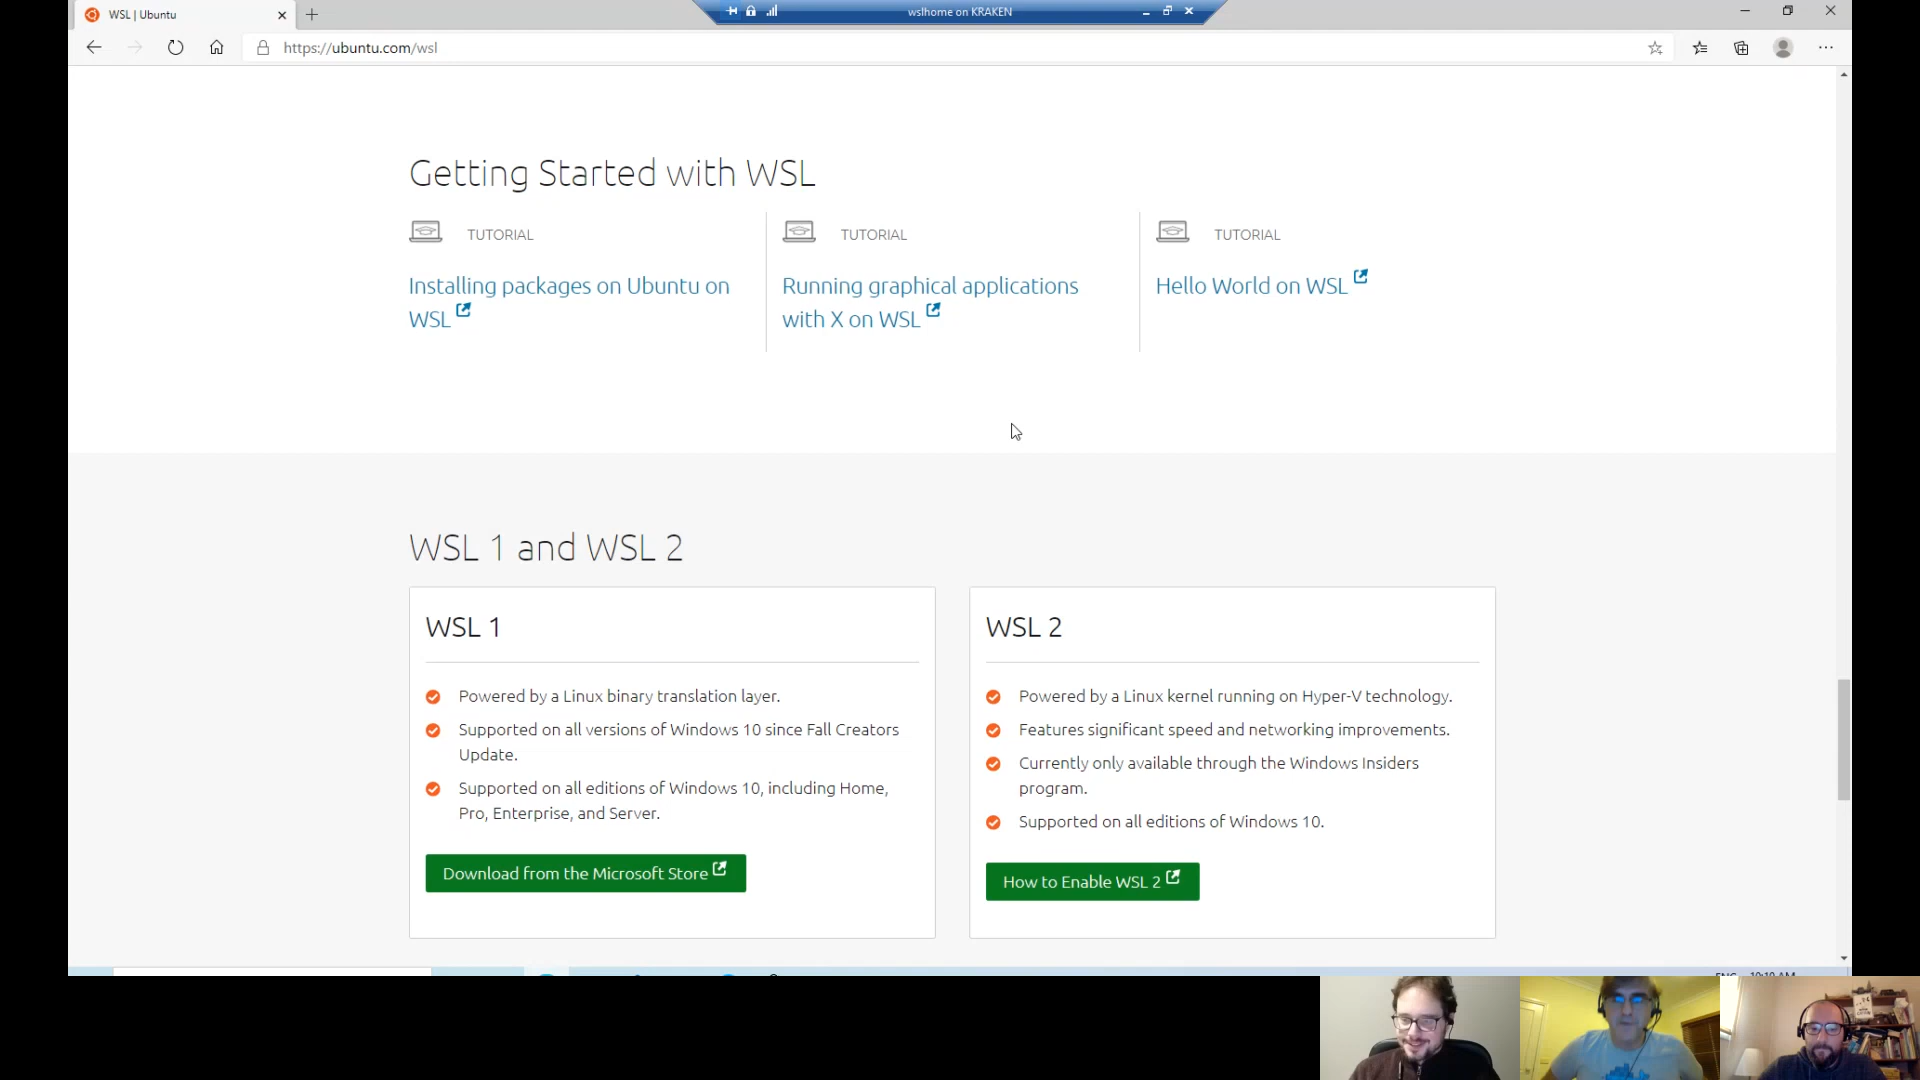 WSL | Ubuntu
wslhome on KRAKEN
https://ubuntu.com/wsl
Getting Started with WSL
TUTORIAL
Installing packages on Ubuntu on
WSL
TUTORIAL
Running graphical applications
with X on WSL
TUTORIAL
Hello World on WSL
WSL 1 and WSL 2
WSL 1
Powered by a Linux binary translation layer.
Supported on all versions of Windows 10 since Fall Creators
Update.
Supported on all editions of Windows 10, including Home,
Pro, Enterprise, and Server.
Download from the Microsoft Store
WSL 2
Powered by a Linux kernel running on Hyper-V technology.
Features significant speed and networking improvements.
Currently only available through the Windows Insiders
program.
Supported on all editions of Windows 10.
How to Enable WSL 2